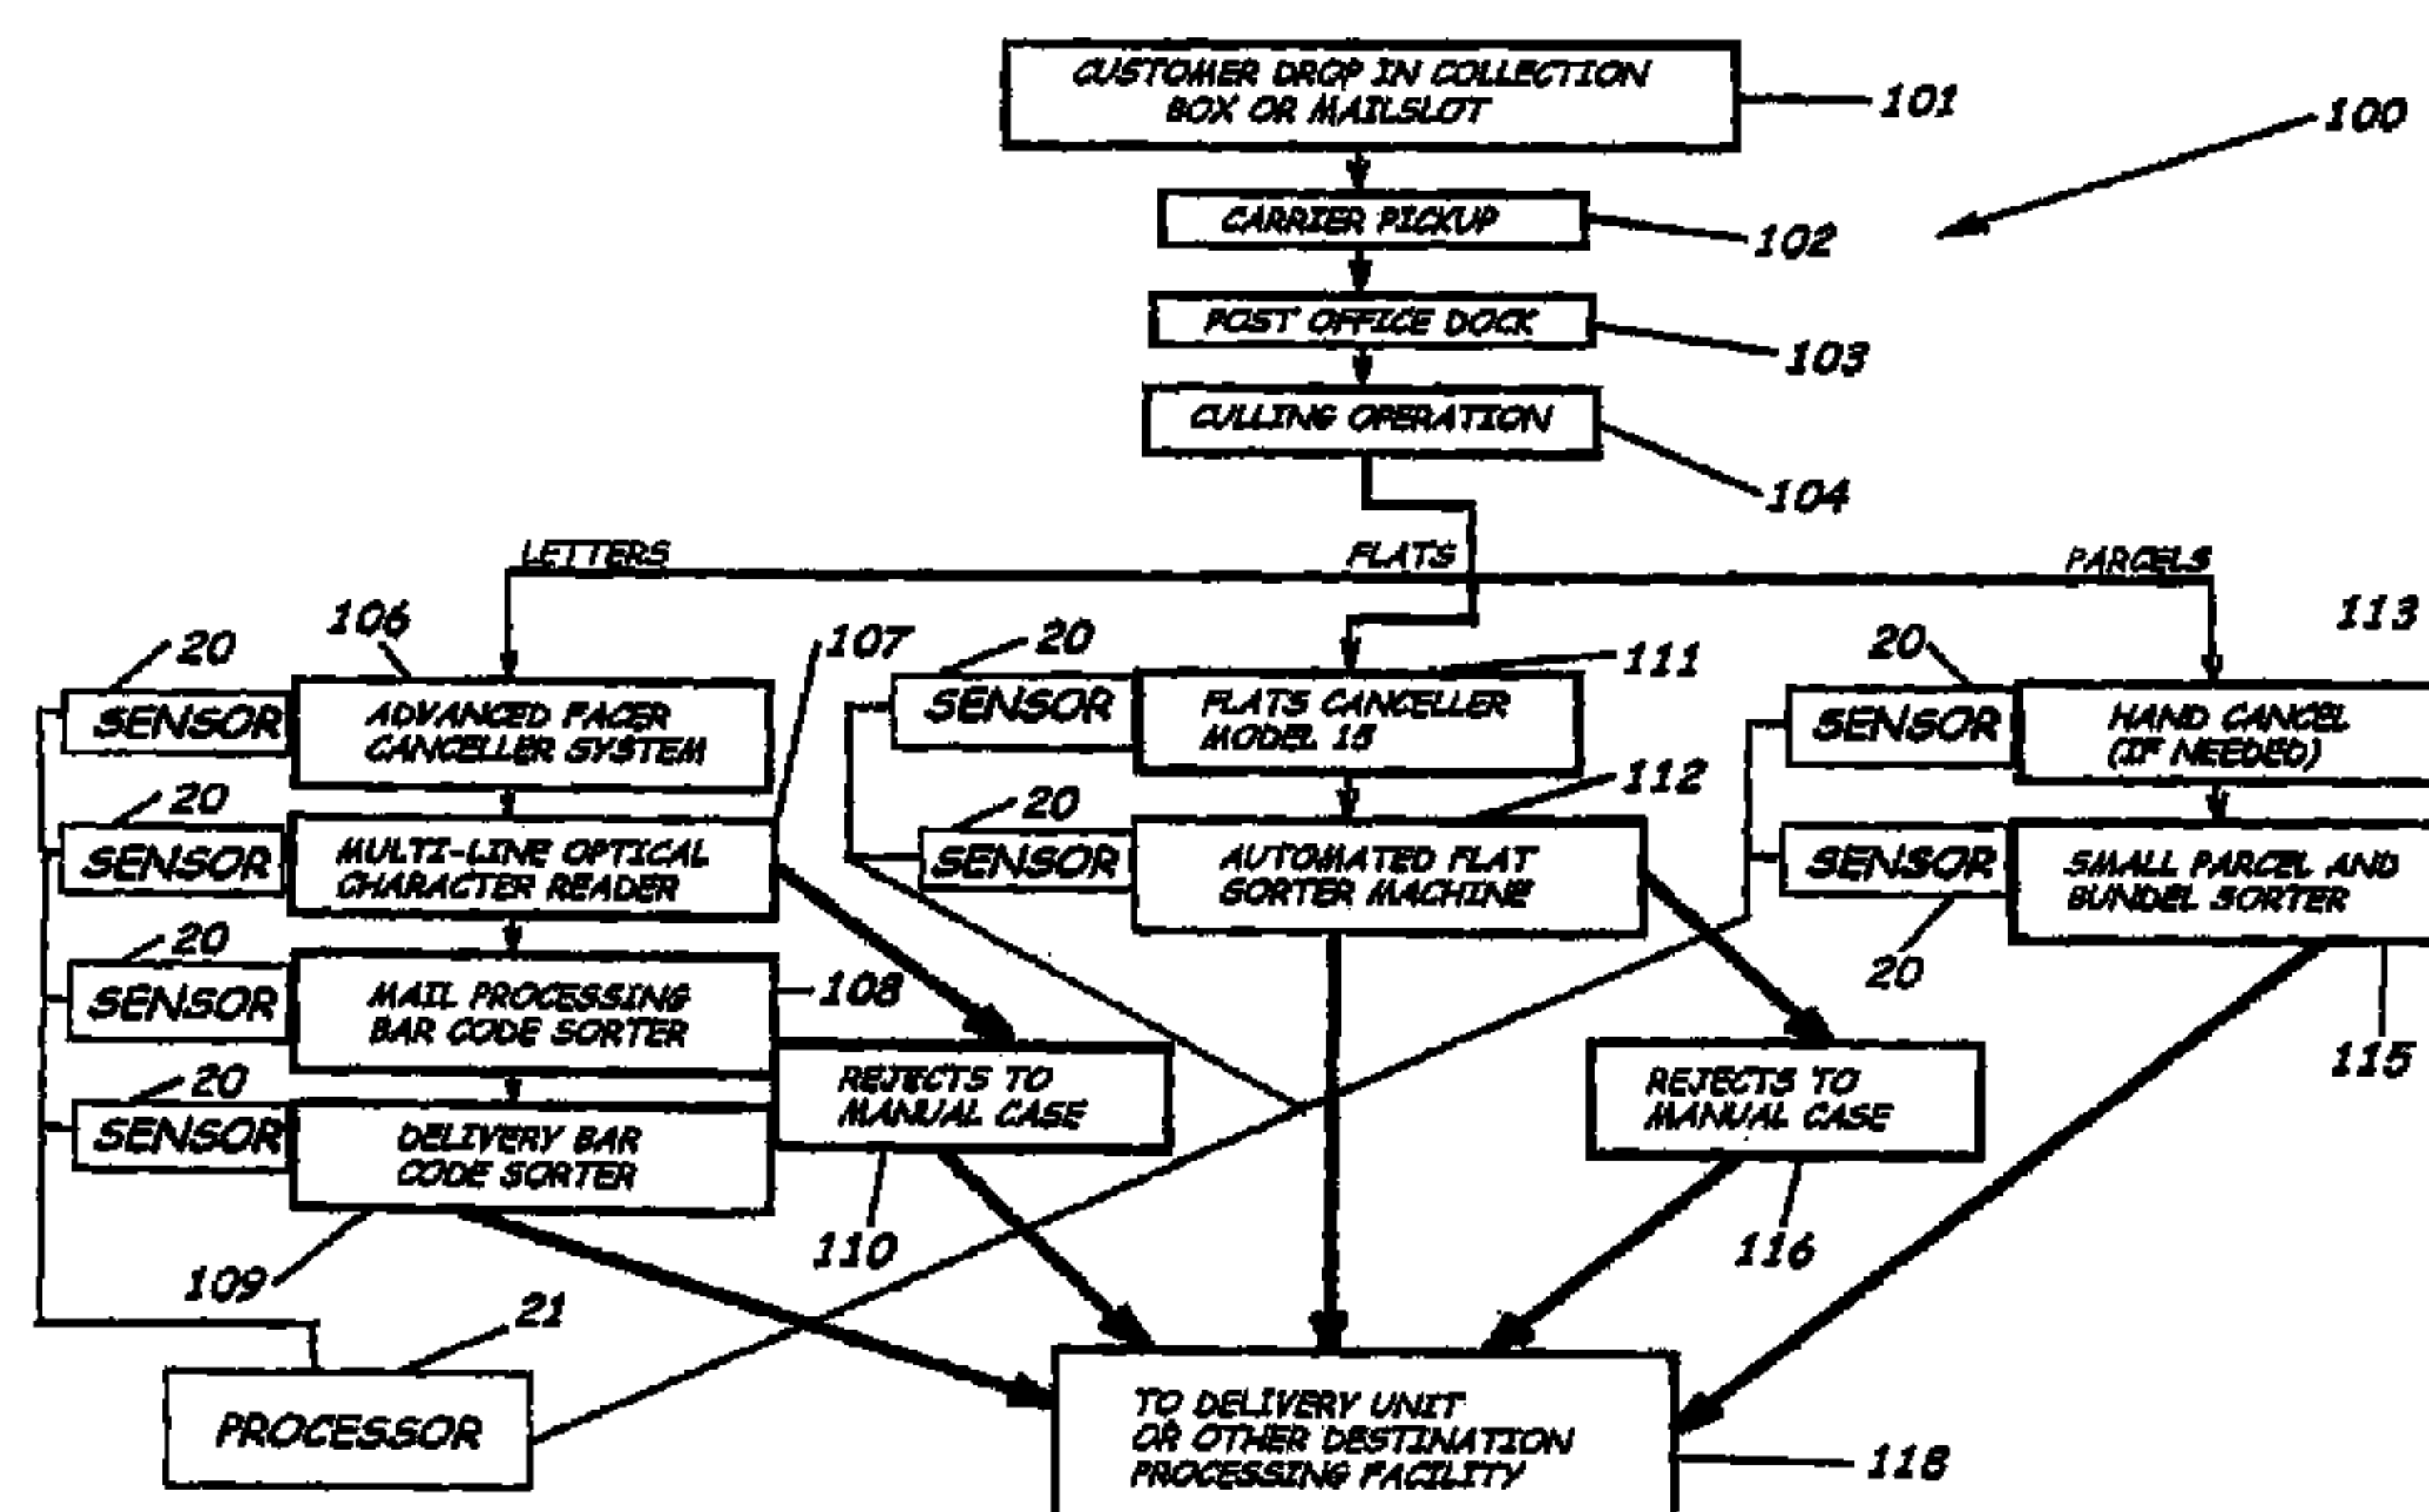 CUSTOMER DROP IN COLLECTION
BOX OR MAILSLOT
101
100
CARRIER PICKUP
102
POST OFFICE DOCK
103
CULLING OPERATION
104
LETTERS
FLATS
PARCELS
113
106
20
107
20
111
20
SENSOR
ADVANCED FACER
CANCELLER SYSTEM
SENSOR
FLATS CANCELLER
MODEL 15
SENSOR
HAND CANCEL
(IF NEEDED)
20
20
112
SENSOR
MULTI-LINE OPTICAL
CHARACTER READER
SENSOR
AUTOMATED FLAT
SORTER MACHINE
SENSOR
SMALL PARCEL AND
BUNDEL SORTER
20
20
SENSOR
MAIL PROCESSING
BAR CODE SORTER
108
115
20
REJECTS TO
MANUAL CASE
REJECTS TO
MANUAL CASE
SENSOR
DELIVERY BAR
CODE SORTER
110
116
109
21
PROCESSOR
TO DELIVERY UNIT
OR OTHER DESTINATION
PROCESSING FACILITY
118